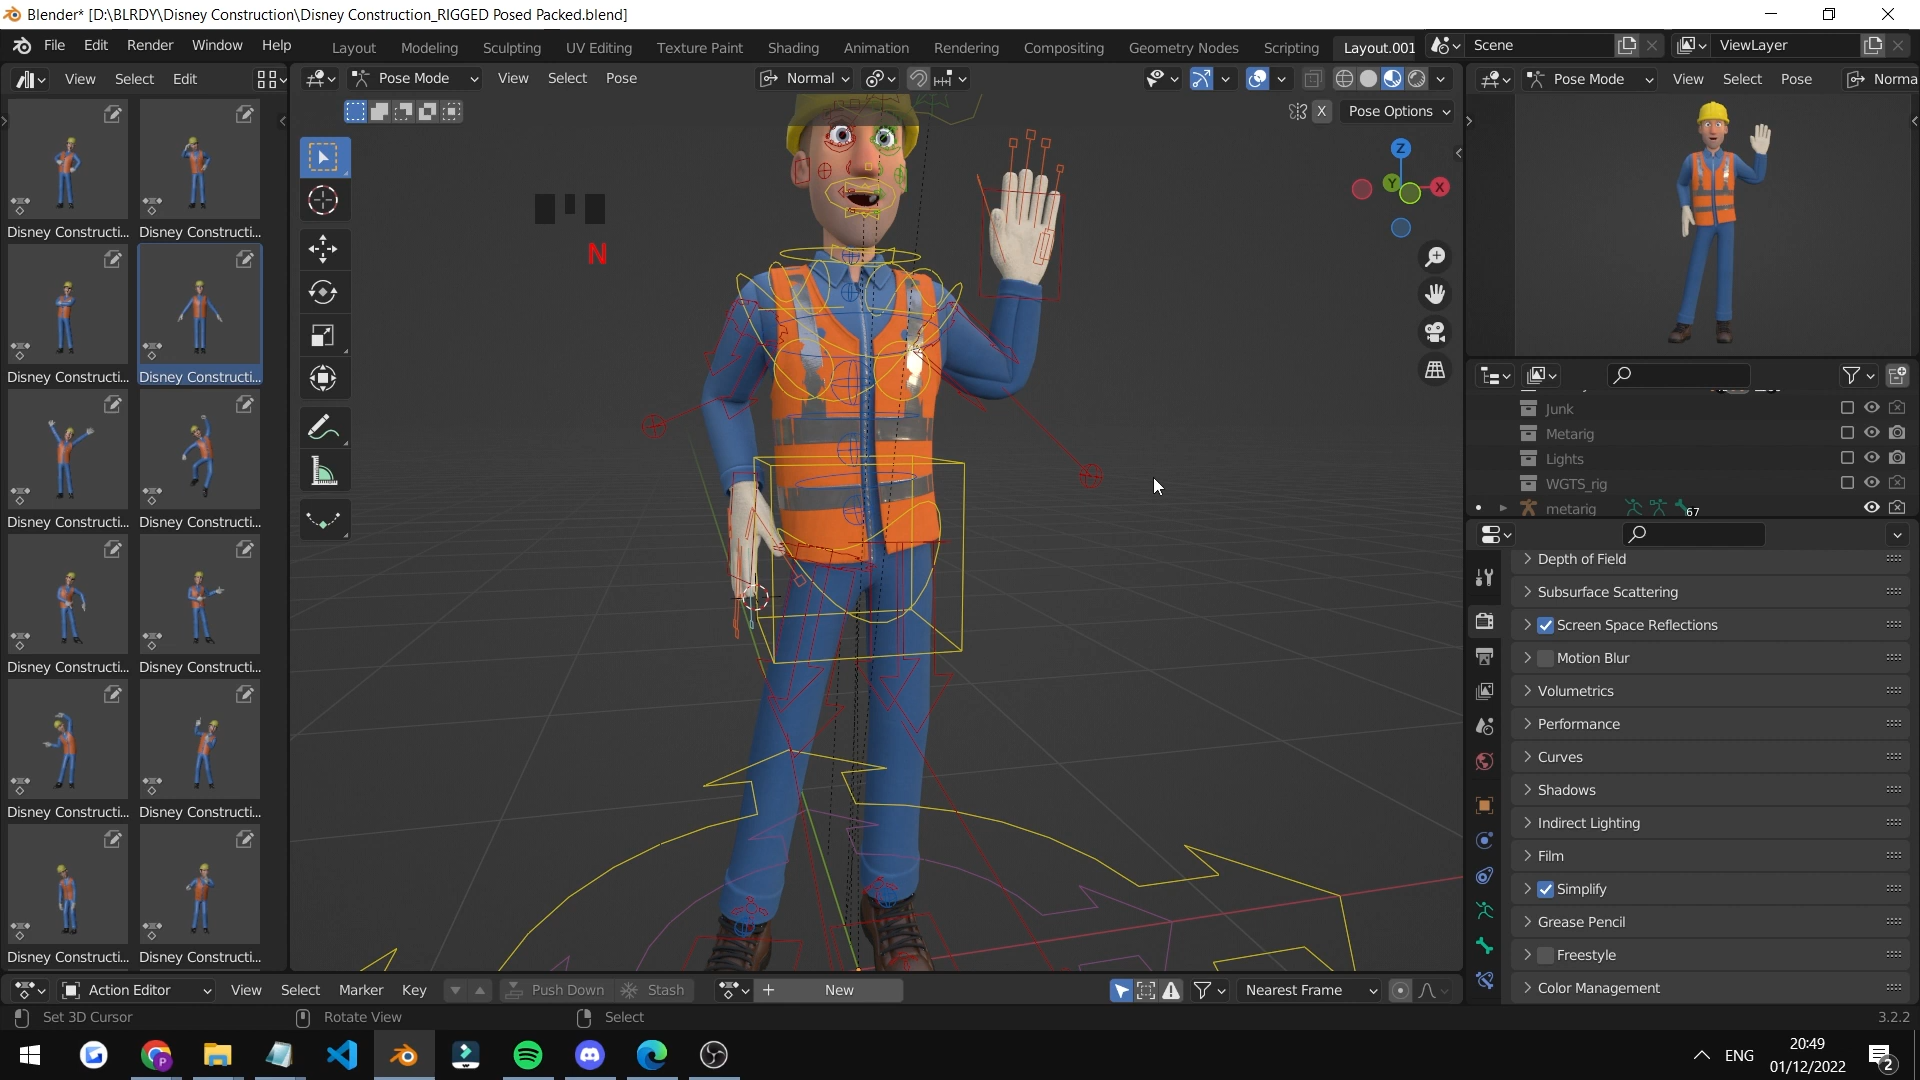 Blender* [D:\BLRDY\Disney Construction\Disney Construction_RIGGED Posed Packed.blend]
File Edit Render Window Help Layout Modeling Sculpting UV Editing Texture Paint Shading Animation Rendering Compositing Geometry Nodes Scripting Layout.001 Scene ViewLayer
View Select Edit Pose Mode View Select Pose Normal Pose Mode View Select Pose Norma
X Pose Options
Z
Y X
N
Disney Constructi... Disney Constructi...
Disney Constructi... Disney Constructi...
Disney Constructi... Disney Constructi...
Disney Constructi... Disney Constructi...
Disney Constructi... Disney Constructi...
Disney Constructi... Disney Constructi...
Junk
Metarig
Lights
WGTS_rig
metarig 67
Depth of Field
Subsurface Scattering
Screen Space Reflections
Motion Blur
Volumetrics
Performance
Curves
Shadows
Indirect Lighting
Film
Simplify
Grease Pencil
Freestyle
Color Management
Action Editor View Select Marker Key Push Down Stash New Nearest Frame
Set 3D Cursor Rotate View Select 3.2.2
ENG 20:49
01/12/2022 2